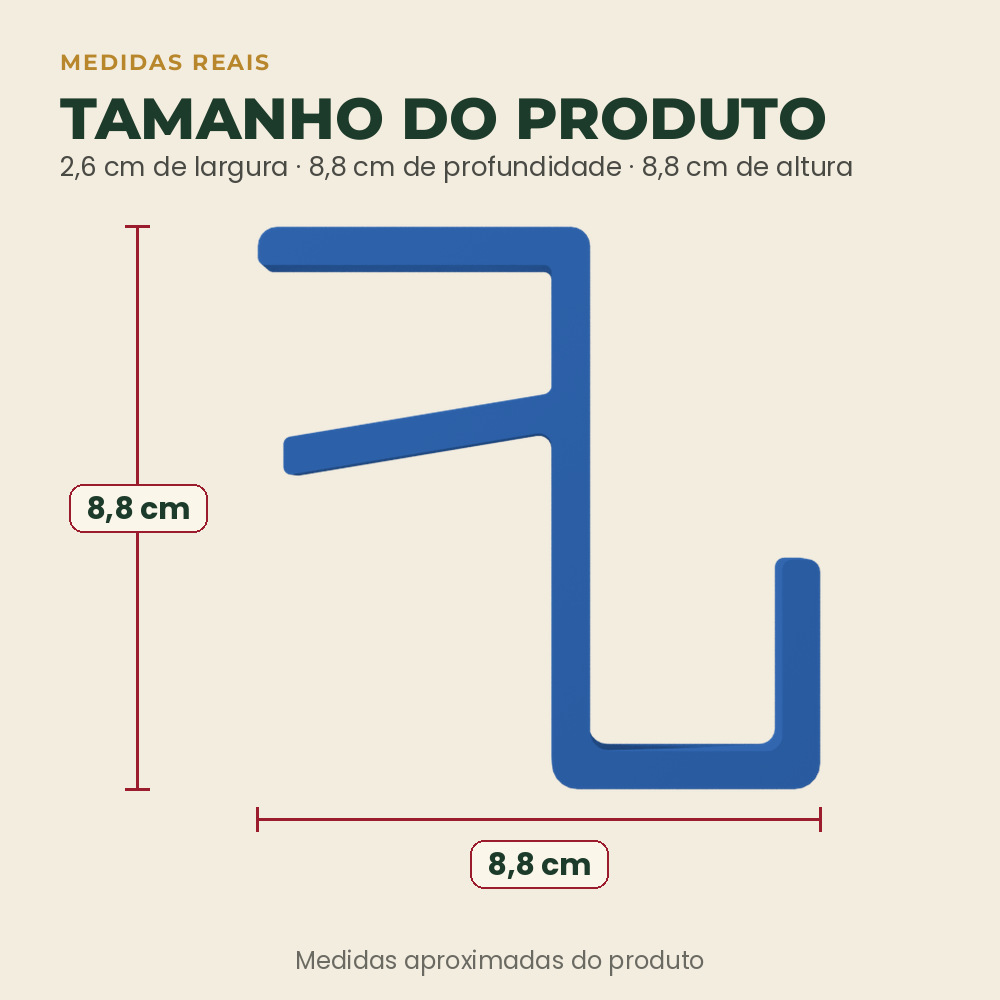 MEDIDAS REAIS
TAMANHO DO PRODUTO
2,6 cm de largura · 8,8 cm de profundidade · 8,8 cm de altura
8,8 cm
8,8 cm
Medidas aproximadas do produto